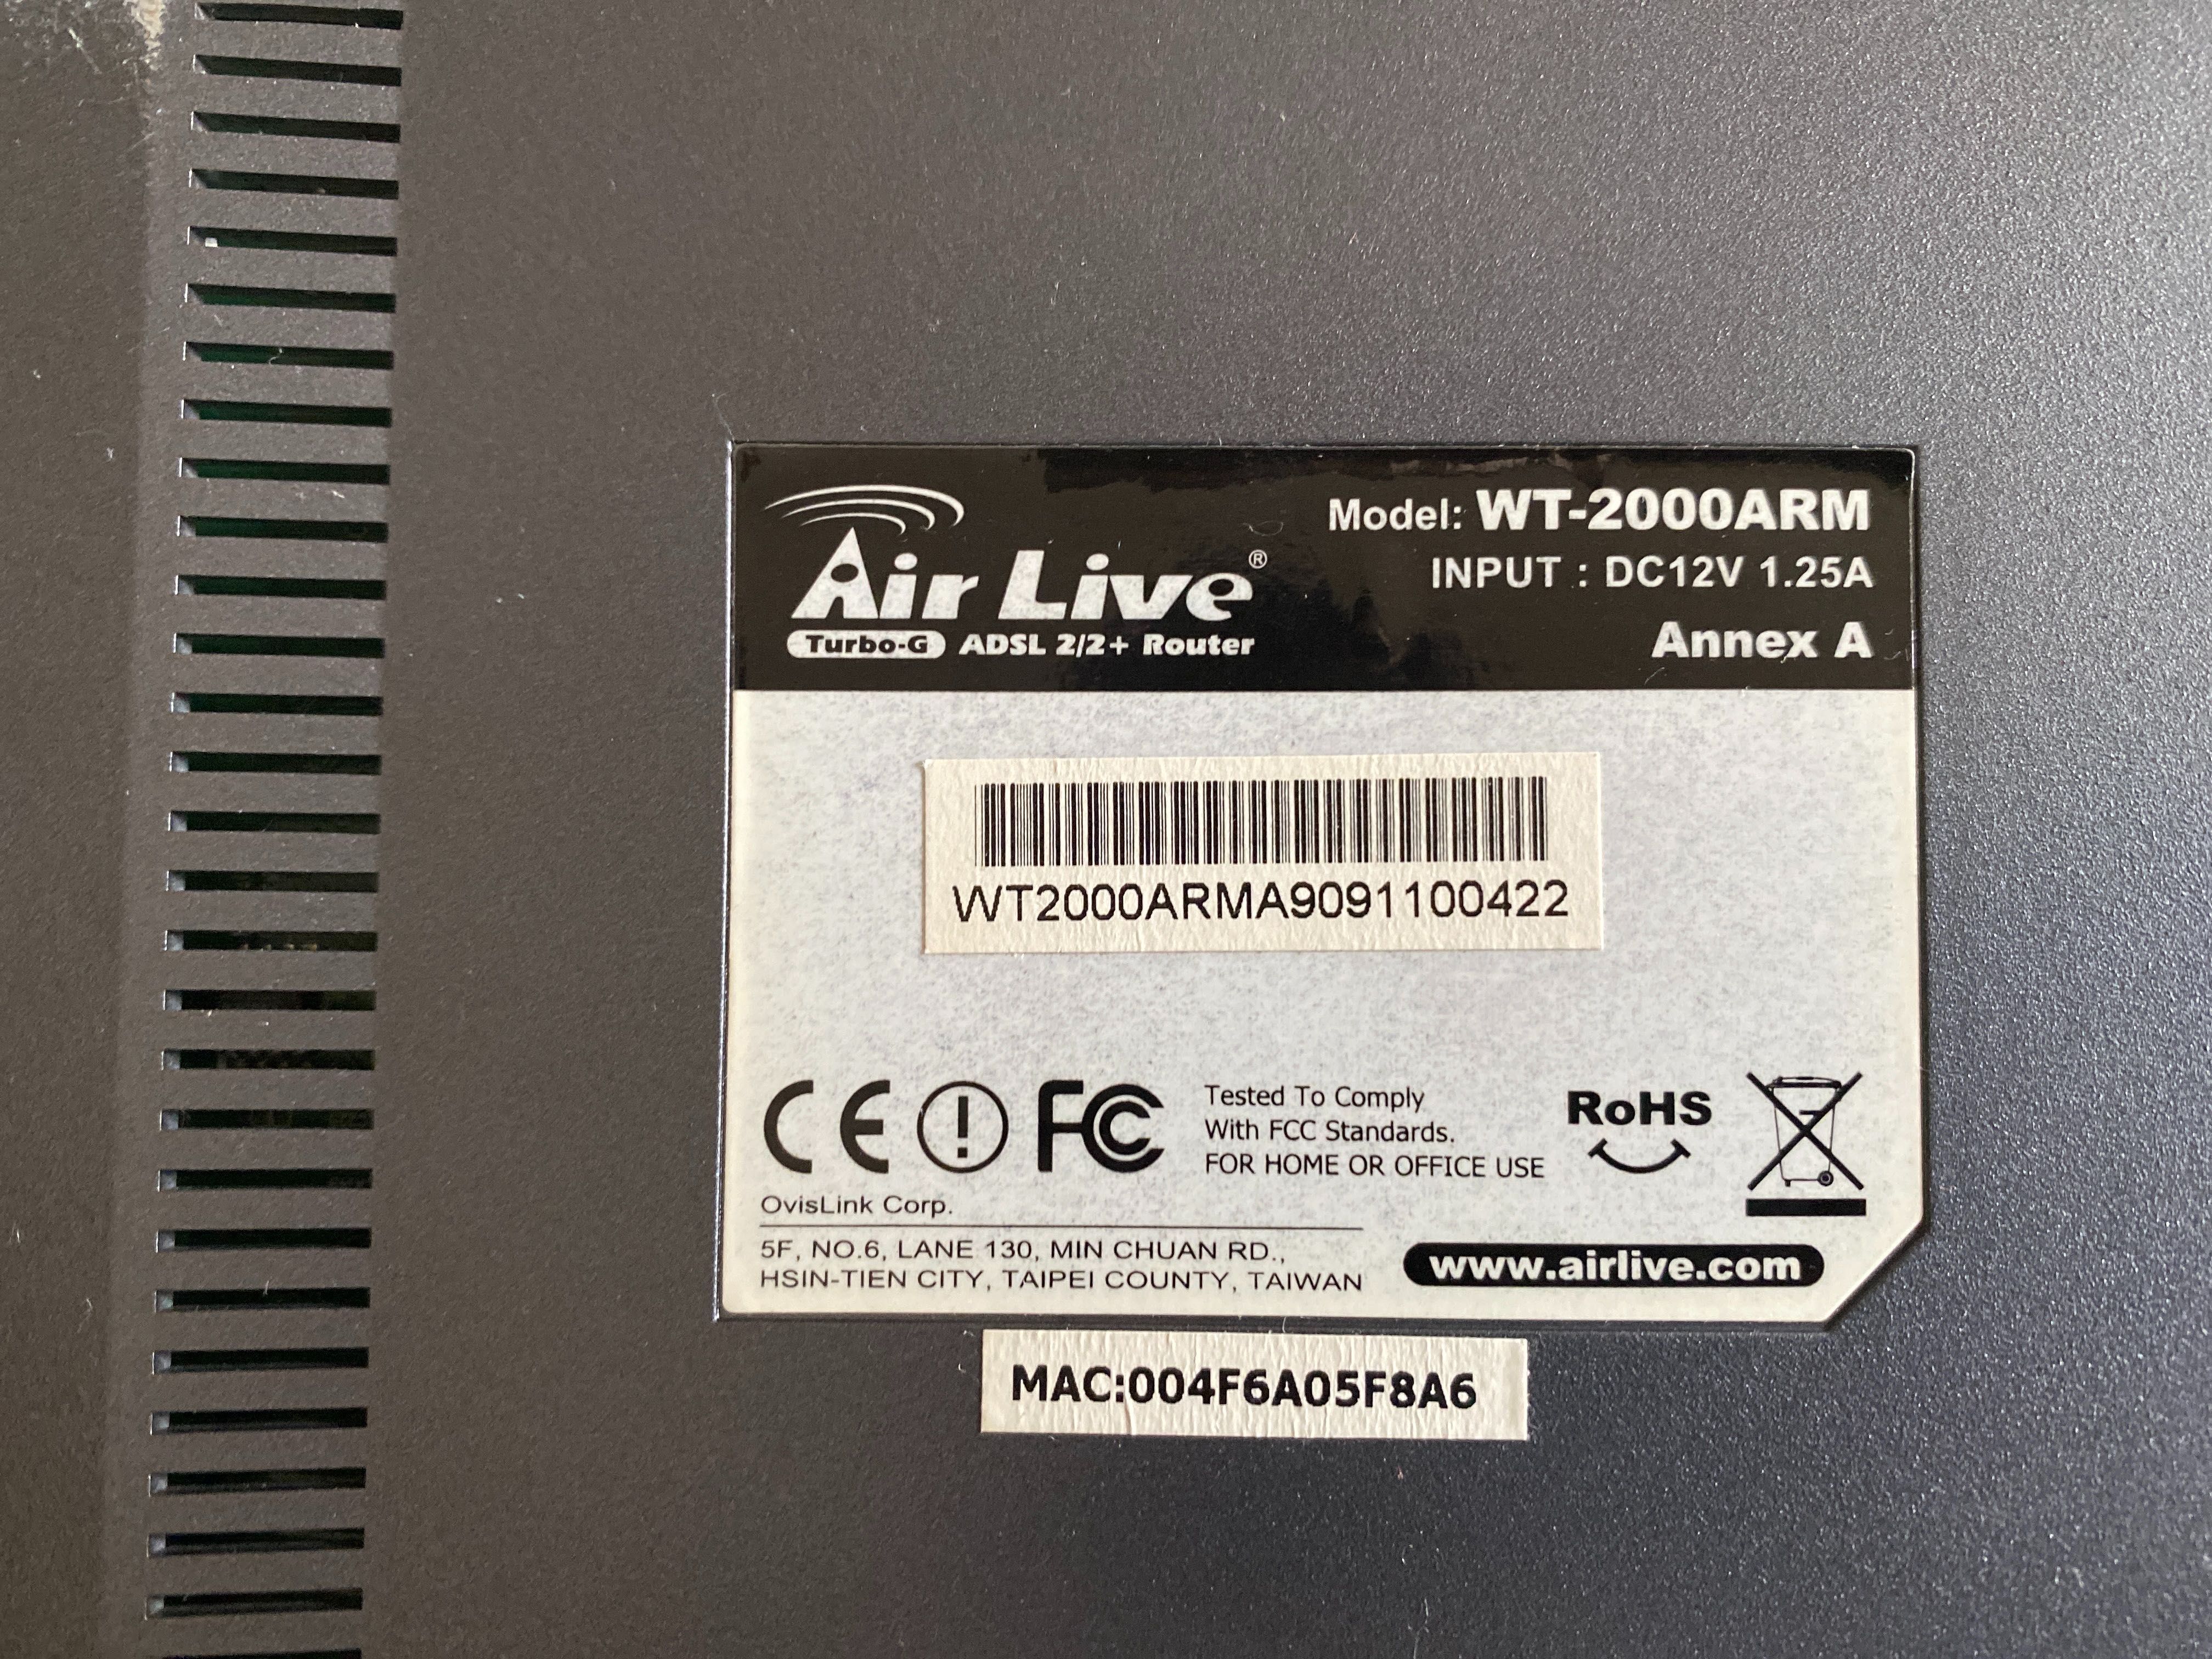 Air Live®
Turbo-G ADSL 2/2+ Router
Model: WT-2000ARM
INPUT : DC12V 1.25A
Annex A
WT2000ARMA9091100422
CE FC
Tested To Comply
With FCC Standards.
FOR HOME OR OFFICE USE
RoHS
OvisLink Corp.
5F, NO.6, LANE 130, MIN CHUAN RD.,
HSIN-TIEN CITY, TAIPEI COUNTY, TAIWAN
www.airlive.com
MAC:004F6A05F8A6